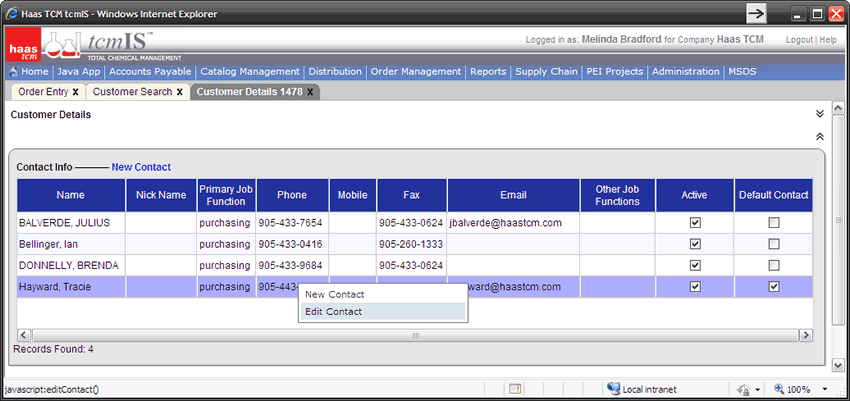 Haas TCM tcmIS - Windows Internet Explorer
haas tcm tcmIS™ Logged in as: Melinda Bradford for Company Haas TCM Logout | Help
TOTAL CHEMICAL MANAGEMENT
Home | Java App | Accounts Payable | Catalog Management | Distribution | Order Management | Reports | Supply Chain | PEI Projects | Administration | MSDS
Order Entry x Customer Search x Customer Details 1478 x
Customer Details
Contact Info New Contact
Name Nick Name Primary Job Function Phone Mobile Fax Email Other Job Functions Active Default Contact
BALVERDE, JULIUS purchasing 905-433-7654 905-433-0624 jbalverde@haastcm.com
Bellinger, Ian purchasing 905-433-0416 905-260-1333
DONNELLY, BRENDA purchasing 905-433-9684 905-433-0624
Hayward, Tracie purchasing 905-443- ward@haastcm.com
New Contact
Edit Contact
Records Found: 4
javascript:editContact() Local intranet 100%